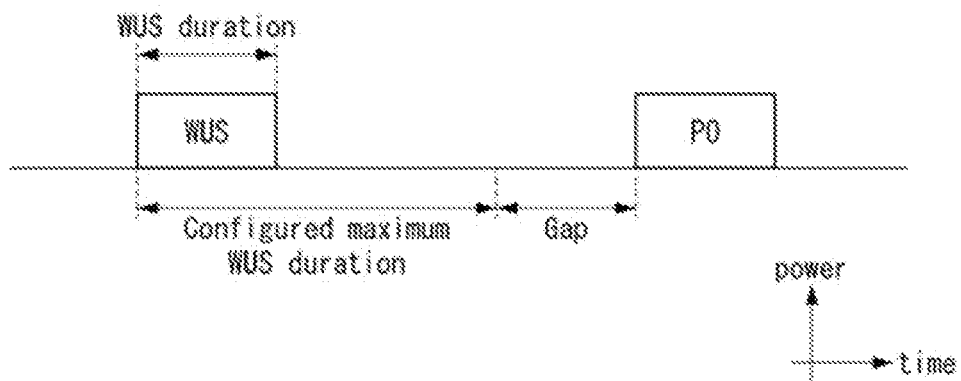 WUS duration
WUS
PO
Configured maximum
WUS duration
Gap
power
time